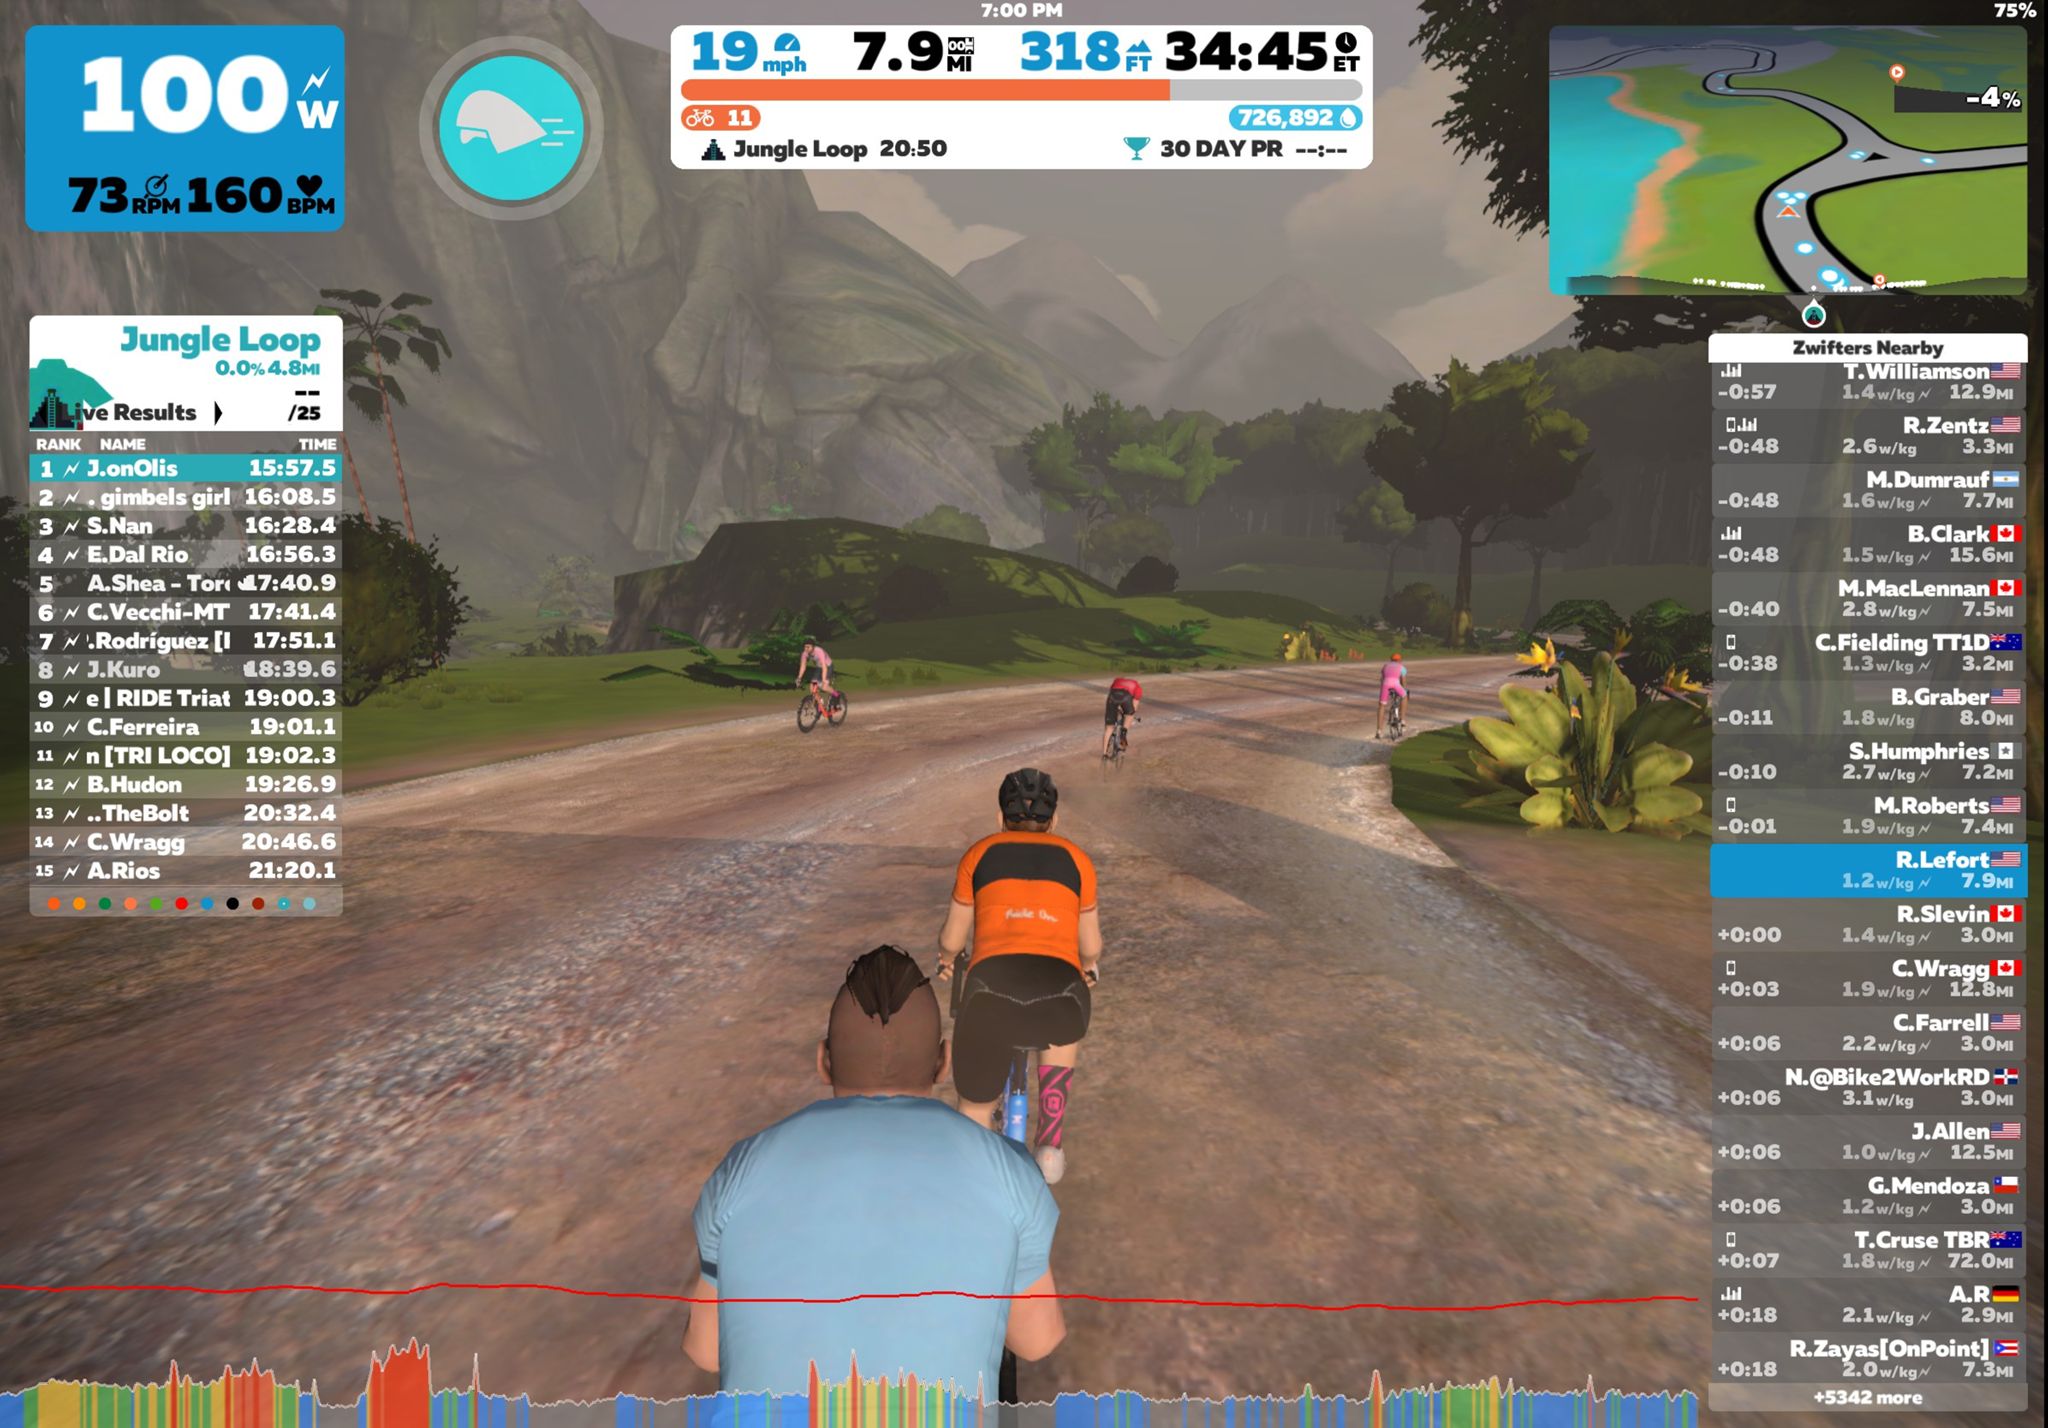 7:00 PM
75%
100 W
73 RPM 160 BPM
19 mph 7.9 MI 318 FT 34:45 ET
11
726,892
Jungle Loop 20:50
30 DAY PR --:--
-4%
Jungle Loop
0.0% 4.8MI
--
ive Results
/25
RANK NAME TIME
1 J.onOlis 15:57.5
2 . gimbels girl 16:08.5
3 S.Nan 16:28.4
4 E.Dal Rio 16:56.3
5 A.Shea - Tor 17:40.9
6 C.Vecchi-MT 17:41.4
7 .Rodríguez [ 17:51.1
8 J.Kuro 18:39.6
9 e | RIDE Triat 19:00.3
10 C.Ferreira 19:01.1
11 n [TRI LOCO] 19:02.3
12 B.Hudon 19:26.9
13 ..TheBolt 20:32.4
14 C.Wragg 20:46.6
15 A.Rios 21:20.1
Ride On
Zwifters Nearby
T.Williamson
-0:57 1.4w/kg 12.9MI
R.Zentz
-0:48 2.6w/kg 3.3MI
M.Dumrauf
-0:48 1.6w/kg 7.7MI
B.Clark
-0:48 1.5w/kg 15.6MI
M.MacLennan
-0:40 2.8w/kg 7.5MI
C.Fielding TT1D
-0:38 1.3w/kg 3.2MI
B.Graber
-0:11 1.8w/kg 8.0MI
S.Humphries
-0:10 2.7w/kg 7.2MI
M.Roberts
-0:01 1.9w/kg 7.4MI
R.Lefort
1.2w/kg 7.9MI
R.Slevin
+0:00 1.4w/kg 3.0MI
C.Wragg
+0:03 1.9w/kg 12.8MI
C.Farrell
+0:06 2.2w/kg 3.0MI
N.@Bike2WorkRD
+0:06 3.1w/kg 3.0MI
J.Allen
+0:06 1.0w/kg 12.5MI
G.Mendoza
+0:06 1.2w/kg 3.0MI
T.Cruse TBR
+0:07 1.8w/kg 72.0MI
A.R
+0:18 2.1w/kg 2.9MI
R.Zayas[OnPoint]
+0:18 2.0w/kg 7.3MI
+5342 more